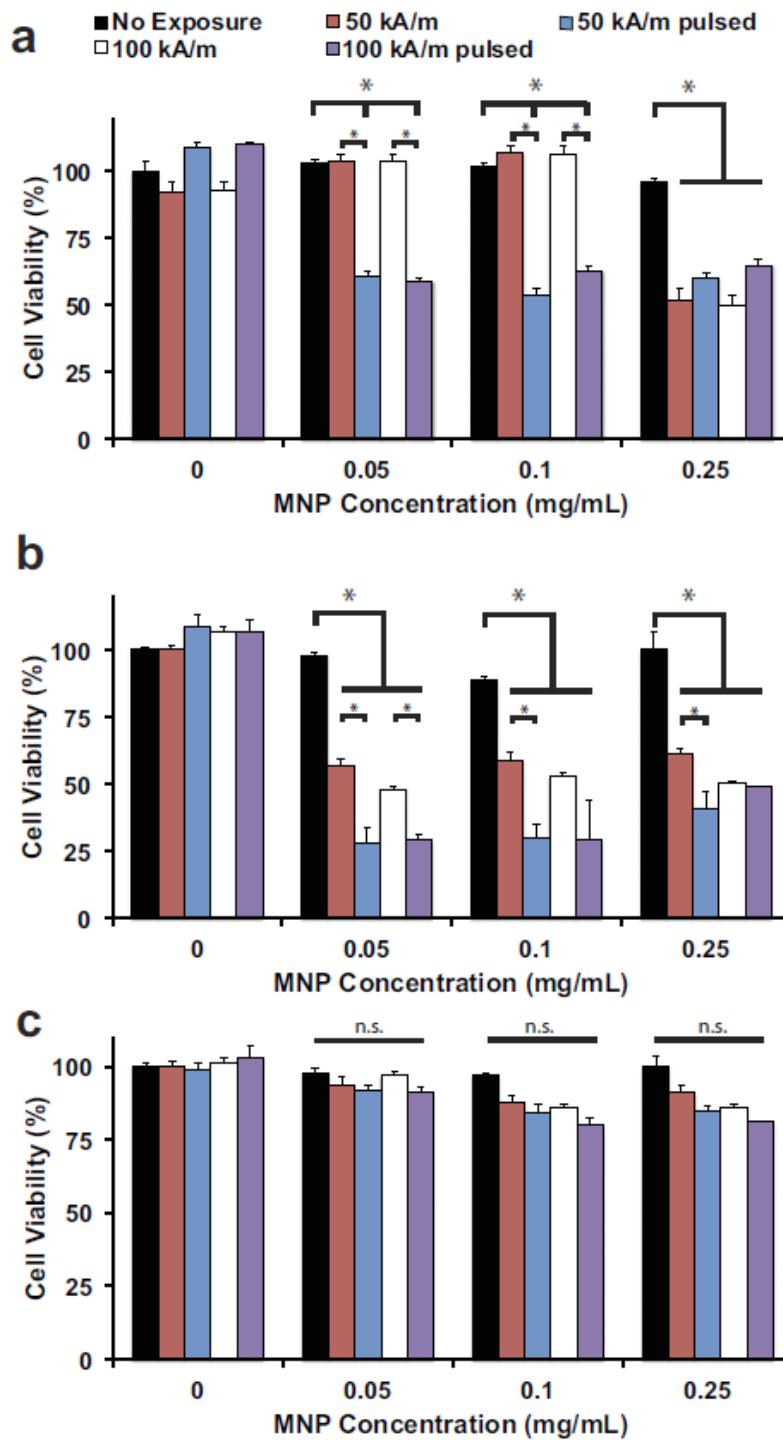 a
No Exposure 50 kA/m 50 kA/m pulsed
100 kA/m 100 kA/m pulsed
* * *
* * * *
100
75
50
25
0
Cell Viability (%)
0 0.05 0.1 0.25
MNP Concentration (mg/mL)
b
* * *
* * * *
100
75
50
25
0
Cell Viability (%)
0 0.05 0.1 0.25
MNP Concentration (mg/mL)
c
n.s. n.s. n.s.
100
75
50
25
0
Cell Viability (%)
0 0.05 0.1 0.25
MNP Concentration (mg/mL)